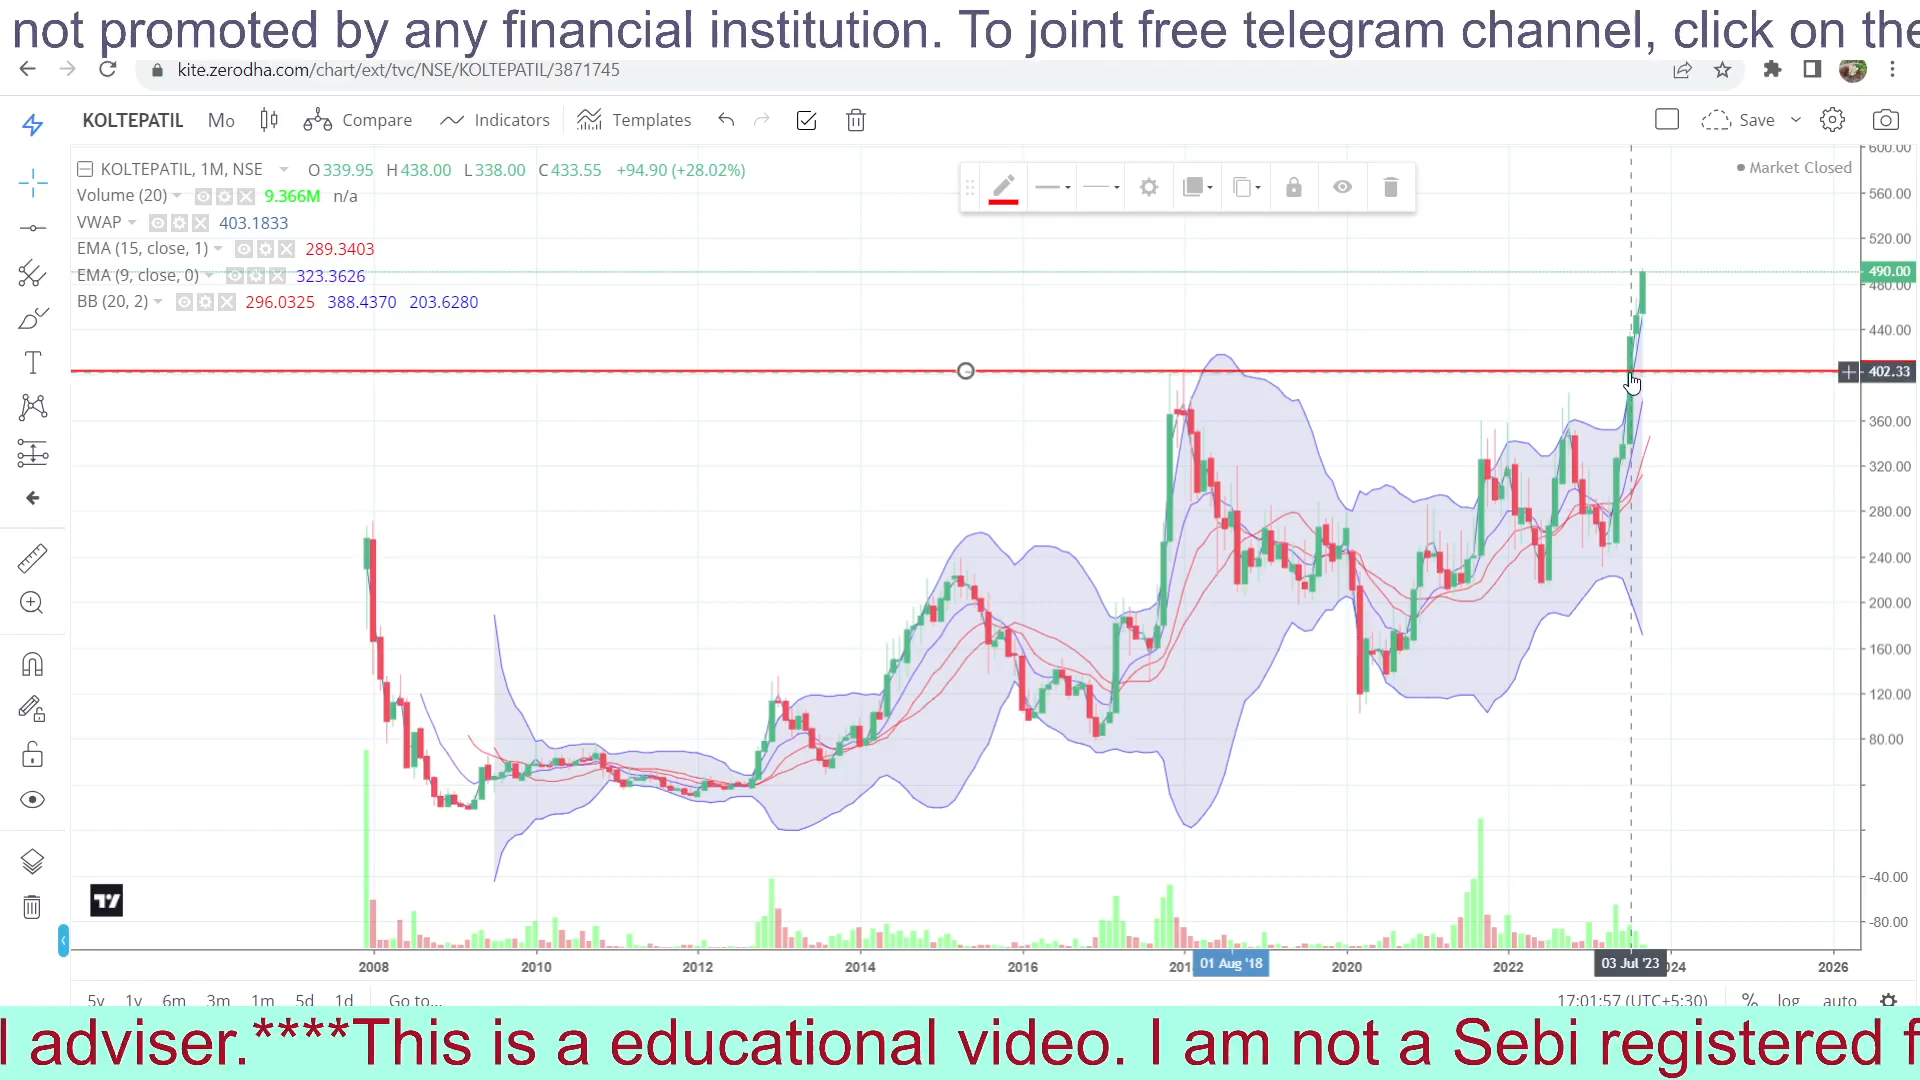 not promoted by any financial institution. To joint free telegram channel, click on the
kite.zerodha.com/chart/ext/tvc/NSE/KOLTEPATIL/3871745
KOLTEPATIL Mo Compare Indicators Templates Save
KOLTEPATIL, 1M, NSE O339.95 H438.00 L338.00 C433.55 +94.90 (+28.02%)
Market Closed
Volume (20) 9.366M n/a
VWAP 403.1833
EMA (15, close, 1) 289.3403
EMA (9, close, 0) 323.3626
BB (20, 2) 296.0325 388.4370 203.6280
600.00
560.00
520.00
490.00
480.00
440.00
402.33
360.00
320.00
280.00
240.00
200.00
160.00
120.00
80.00
-40.00
-80.00
2008 2010 2012 2014 2016 201 01 Aug '18 2020 2022 03 Jul '23 024 2026
5y 1y 6m 3m 1m 5d 1d Go to... 17:01:57 (UTC+5:30) % log auto
l adviser.****This is a educational video. I am not a Sebi registered f